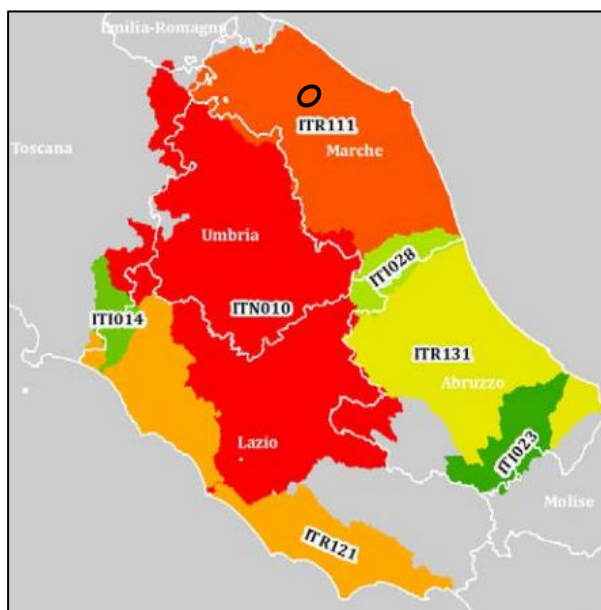 Emilia-Romagna
ITR111
Toscana
Marche
Umbria
ITI028
ITI014
ITN010
ITR131
Abruzzo
Lazio
ITI023
Molise
ITR121